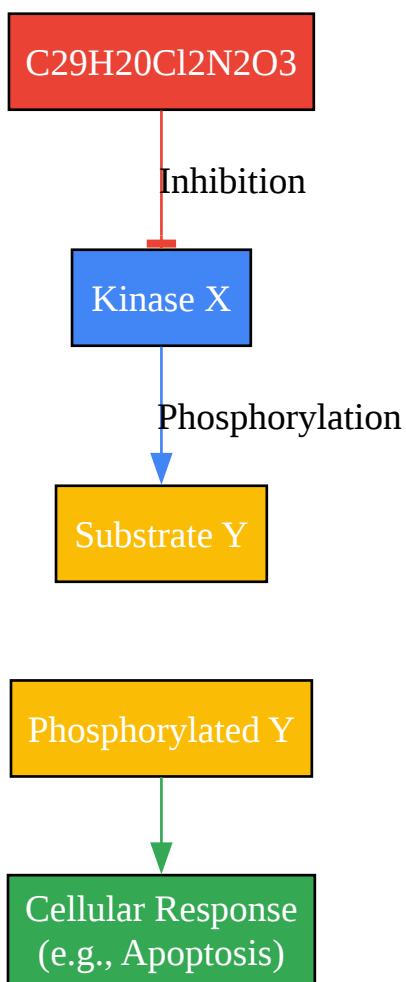 C29H20Cl2N2O3
Inhibition
Kinase X
Phosphorylation
Substrate Y
Phosphorylated Y
Cellular Response
(e.g., Apoptosis)